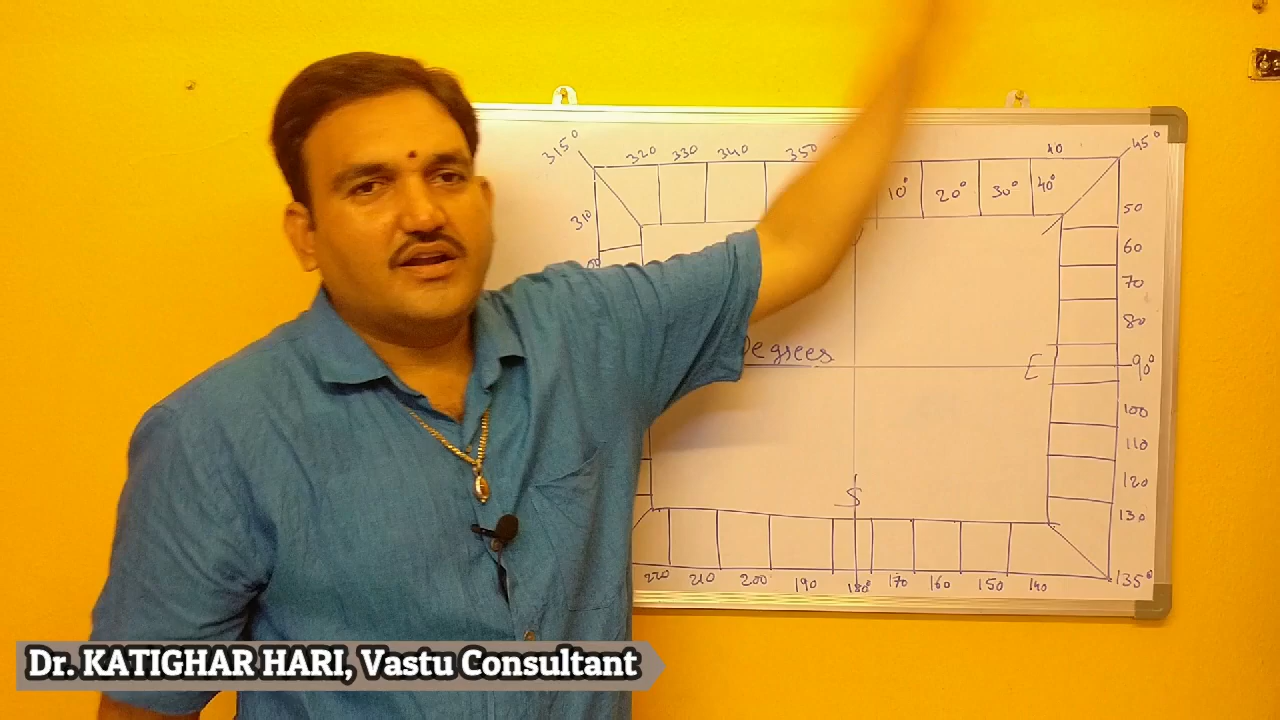 315° 320 330 340 350 40 45°
10° 20° 30° 40°
310 50
60
70
80
Degrees E 90°
100
110
120
S
130
220 210 200 190 180° 170 160 150 140 135°
Dr. KATIGHAR HARI, Vastu Consultant